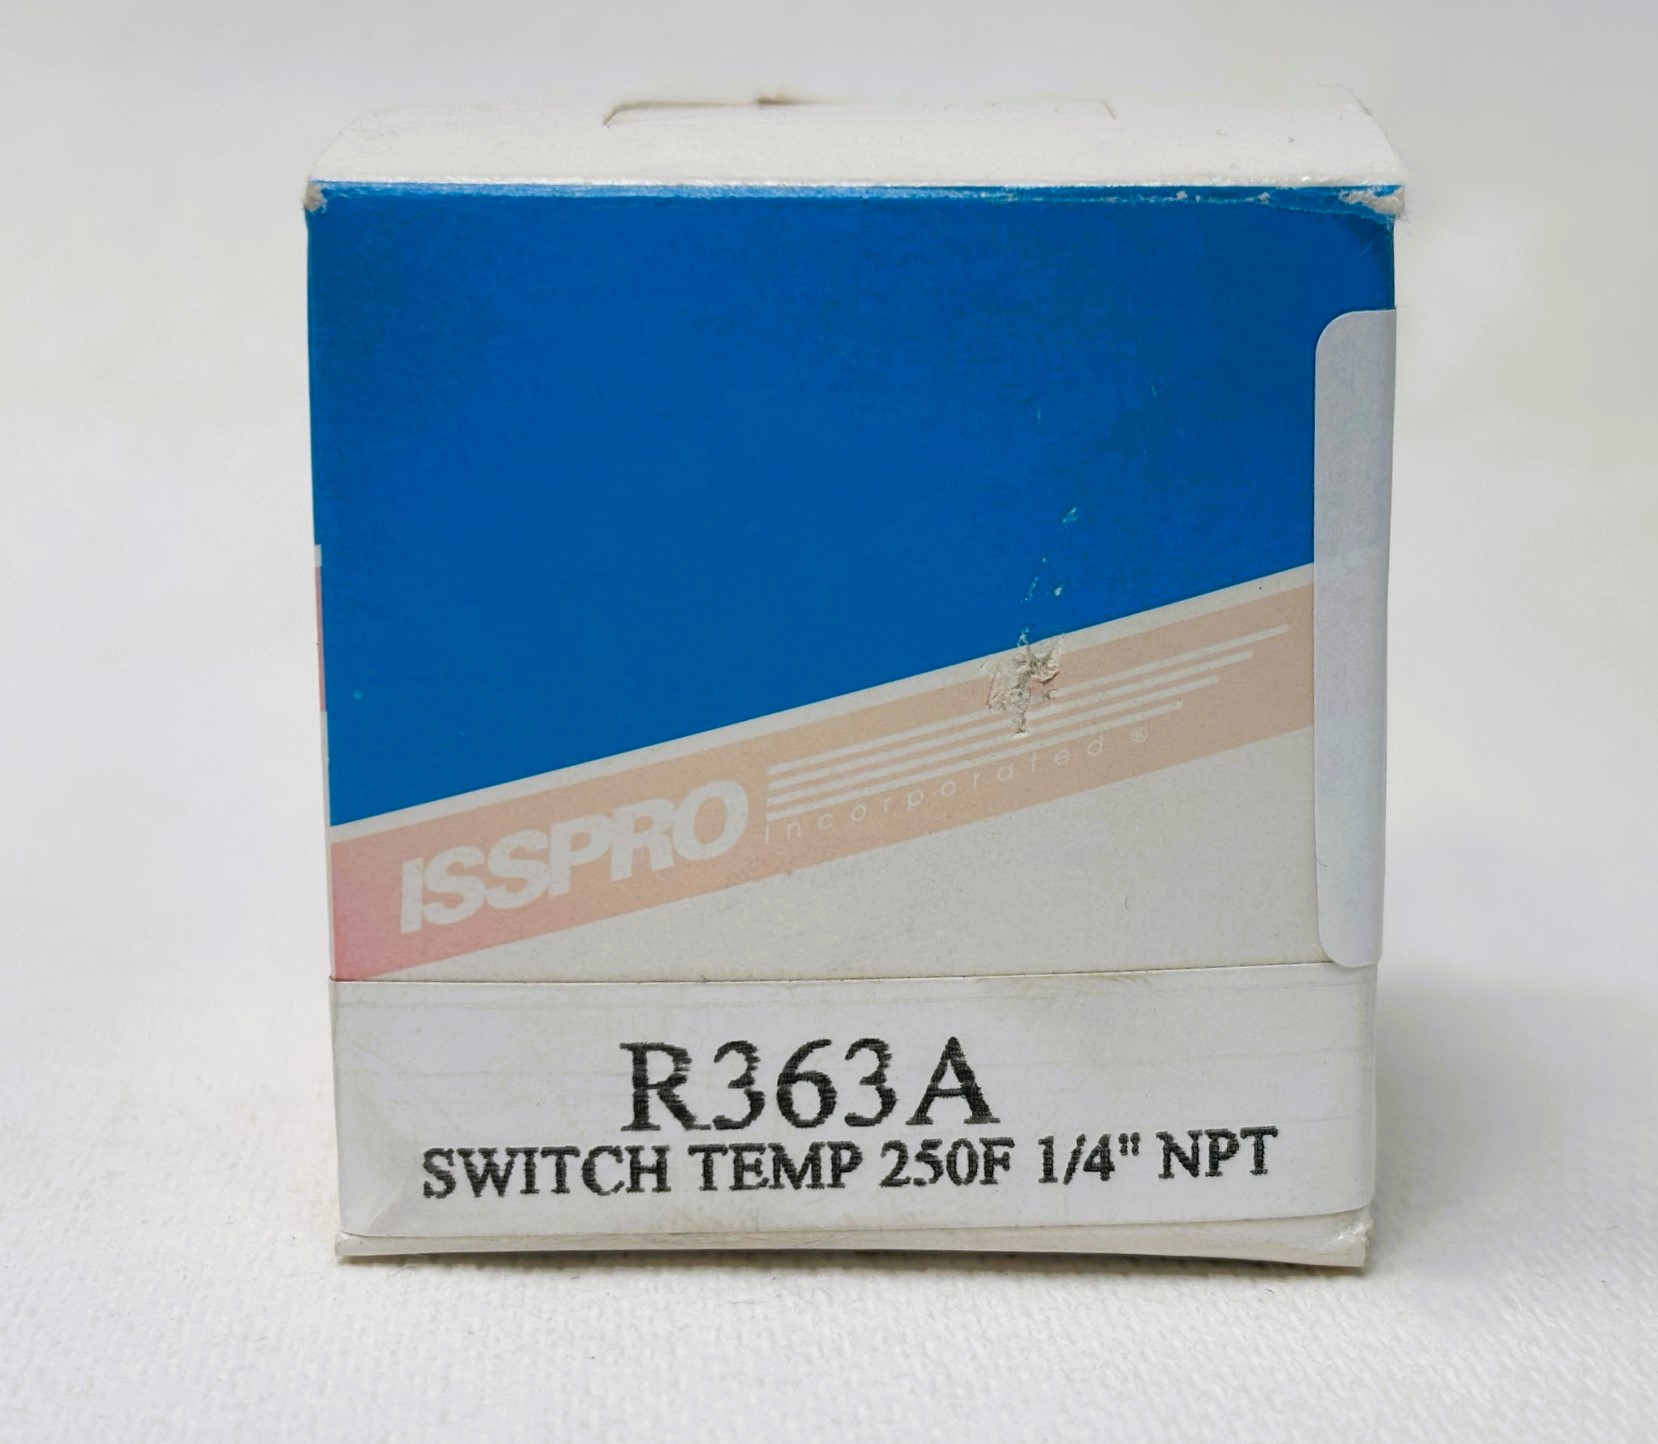 ISSPRO
incorporated ®
R363A
SWITCH TEMP 250F 1/4" NPT